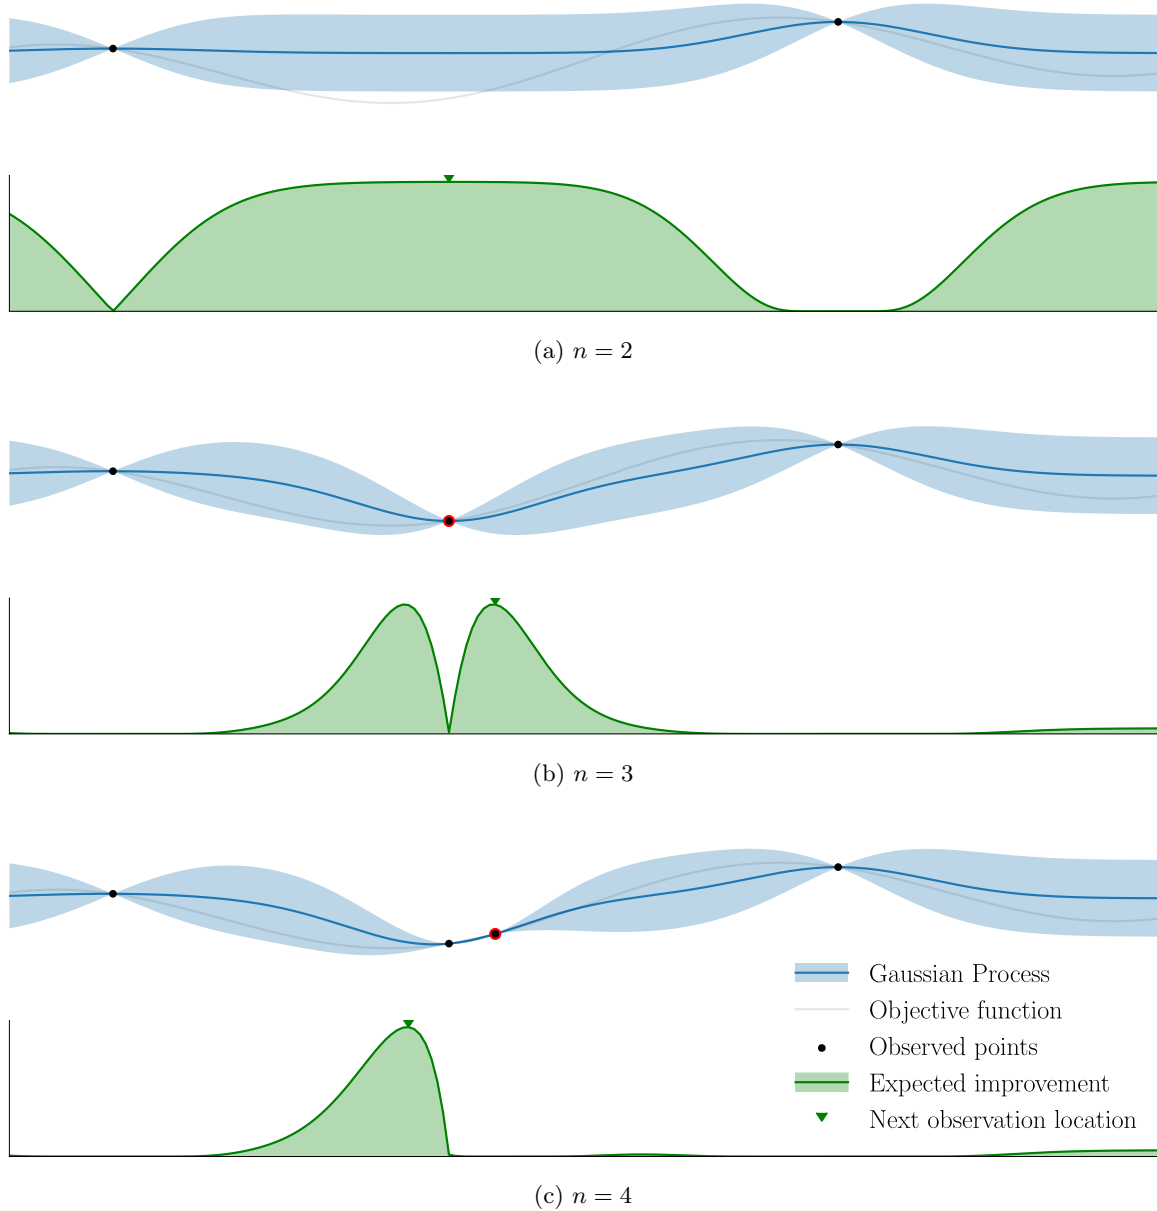 (a) n = 2
(b) n = 3
Gaussian Process
Objective function
Observed points
Expected improvement
Next observation location
(c) n = 4